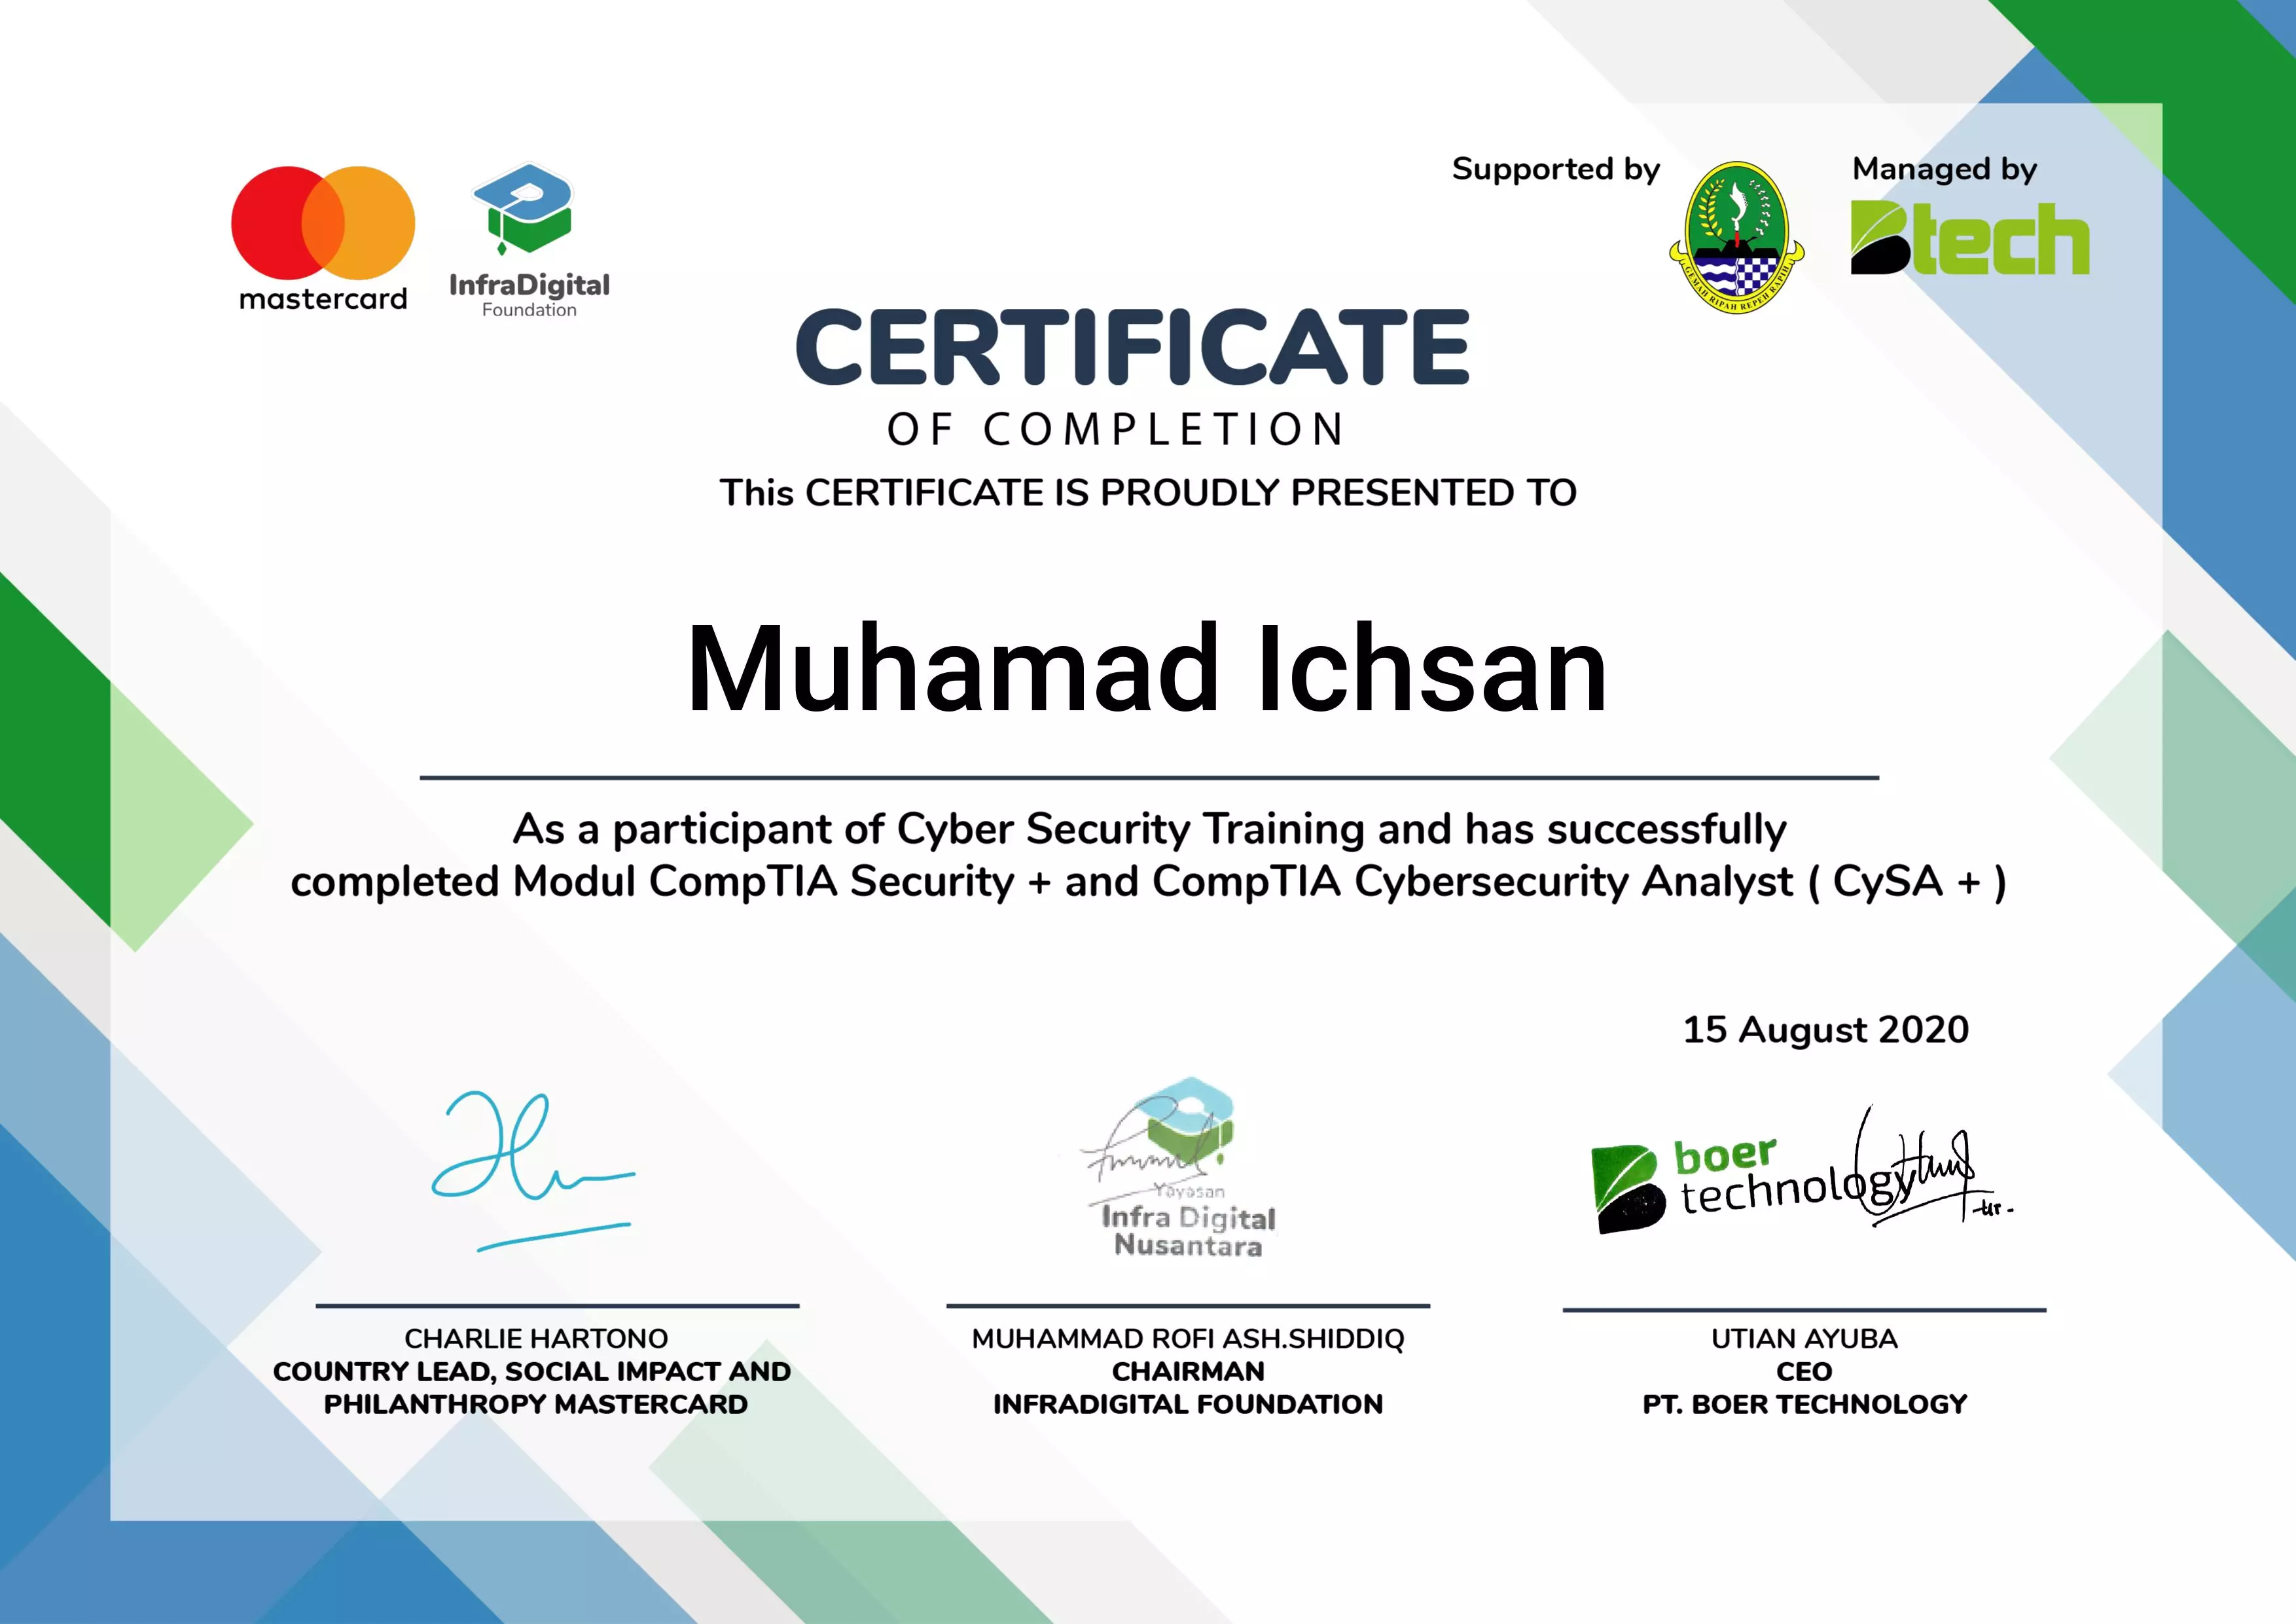 Supported by
Managed by
mastercard
InfraDigital
Foundation
GEMAH RIPAH REPEH RAPIH
Btech
CERTIFICATE
OF COMPLETION
This CERTIFICATE IS PROUDLY PRESENTED TO
Muhamad Ichsan
As a participant of Cyber Security Training and has successfully
completed Modul CompTIA Security + and CompTIA Cybersecurity Analyst ( CySA + )
15 August 2020
Yayasan
Infra Digital
Nusantara
boer
technology
CHARLIE HARTONO
COUNTRY LEAD, SOCIAL IMPACT AND
PHILANTHROPY MASTERCARD
MUHAMMAD ROFI ASH.SHIDDIQ
CHAIRMAN
INFRADIGITAL FOUNDATION
UTIAN AYUBA
CEO
PT. BOER TECHNOLOGY